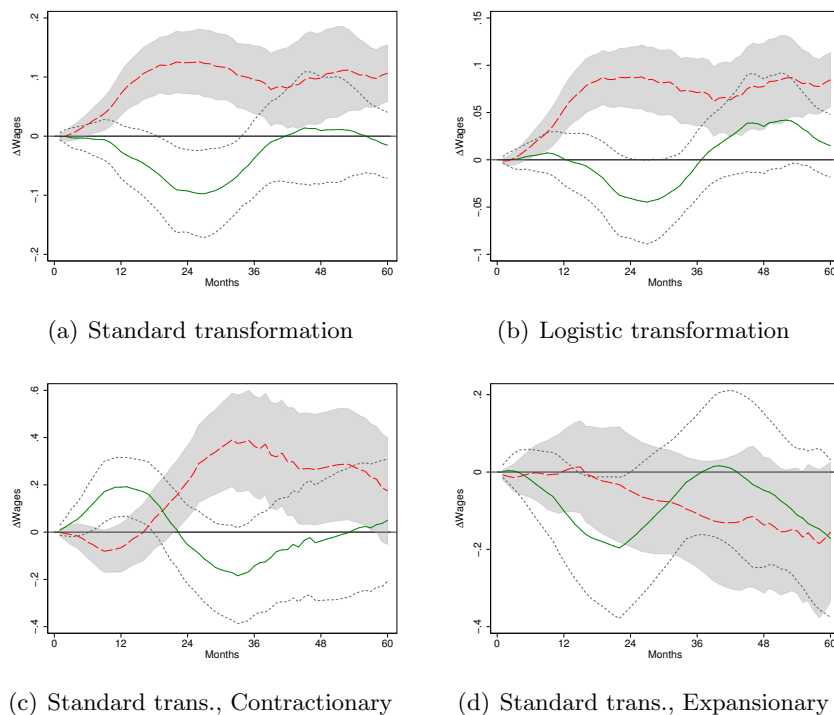 .2
.1
0
-.1
-.2
ΔWages
0 12 24 36 48 60
Months
(a) Standard transformation
.15
.1
.05
0
-.05
-.1
ΔWages
0 12 24 36 48 60
Months
(b) Logistic transformation
.6
.4
.2
0
-.2
-.4
ΔWages
0 12 24 36 48 60
Months
(c) Standard trans., Contractionary
.2
0
-.2
-.4
ΔWages
0 12 24 36 48 60
Months
(d) Standard trans., Expansionary